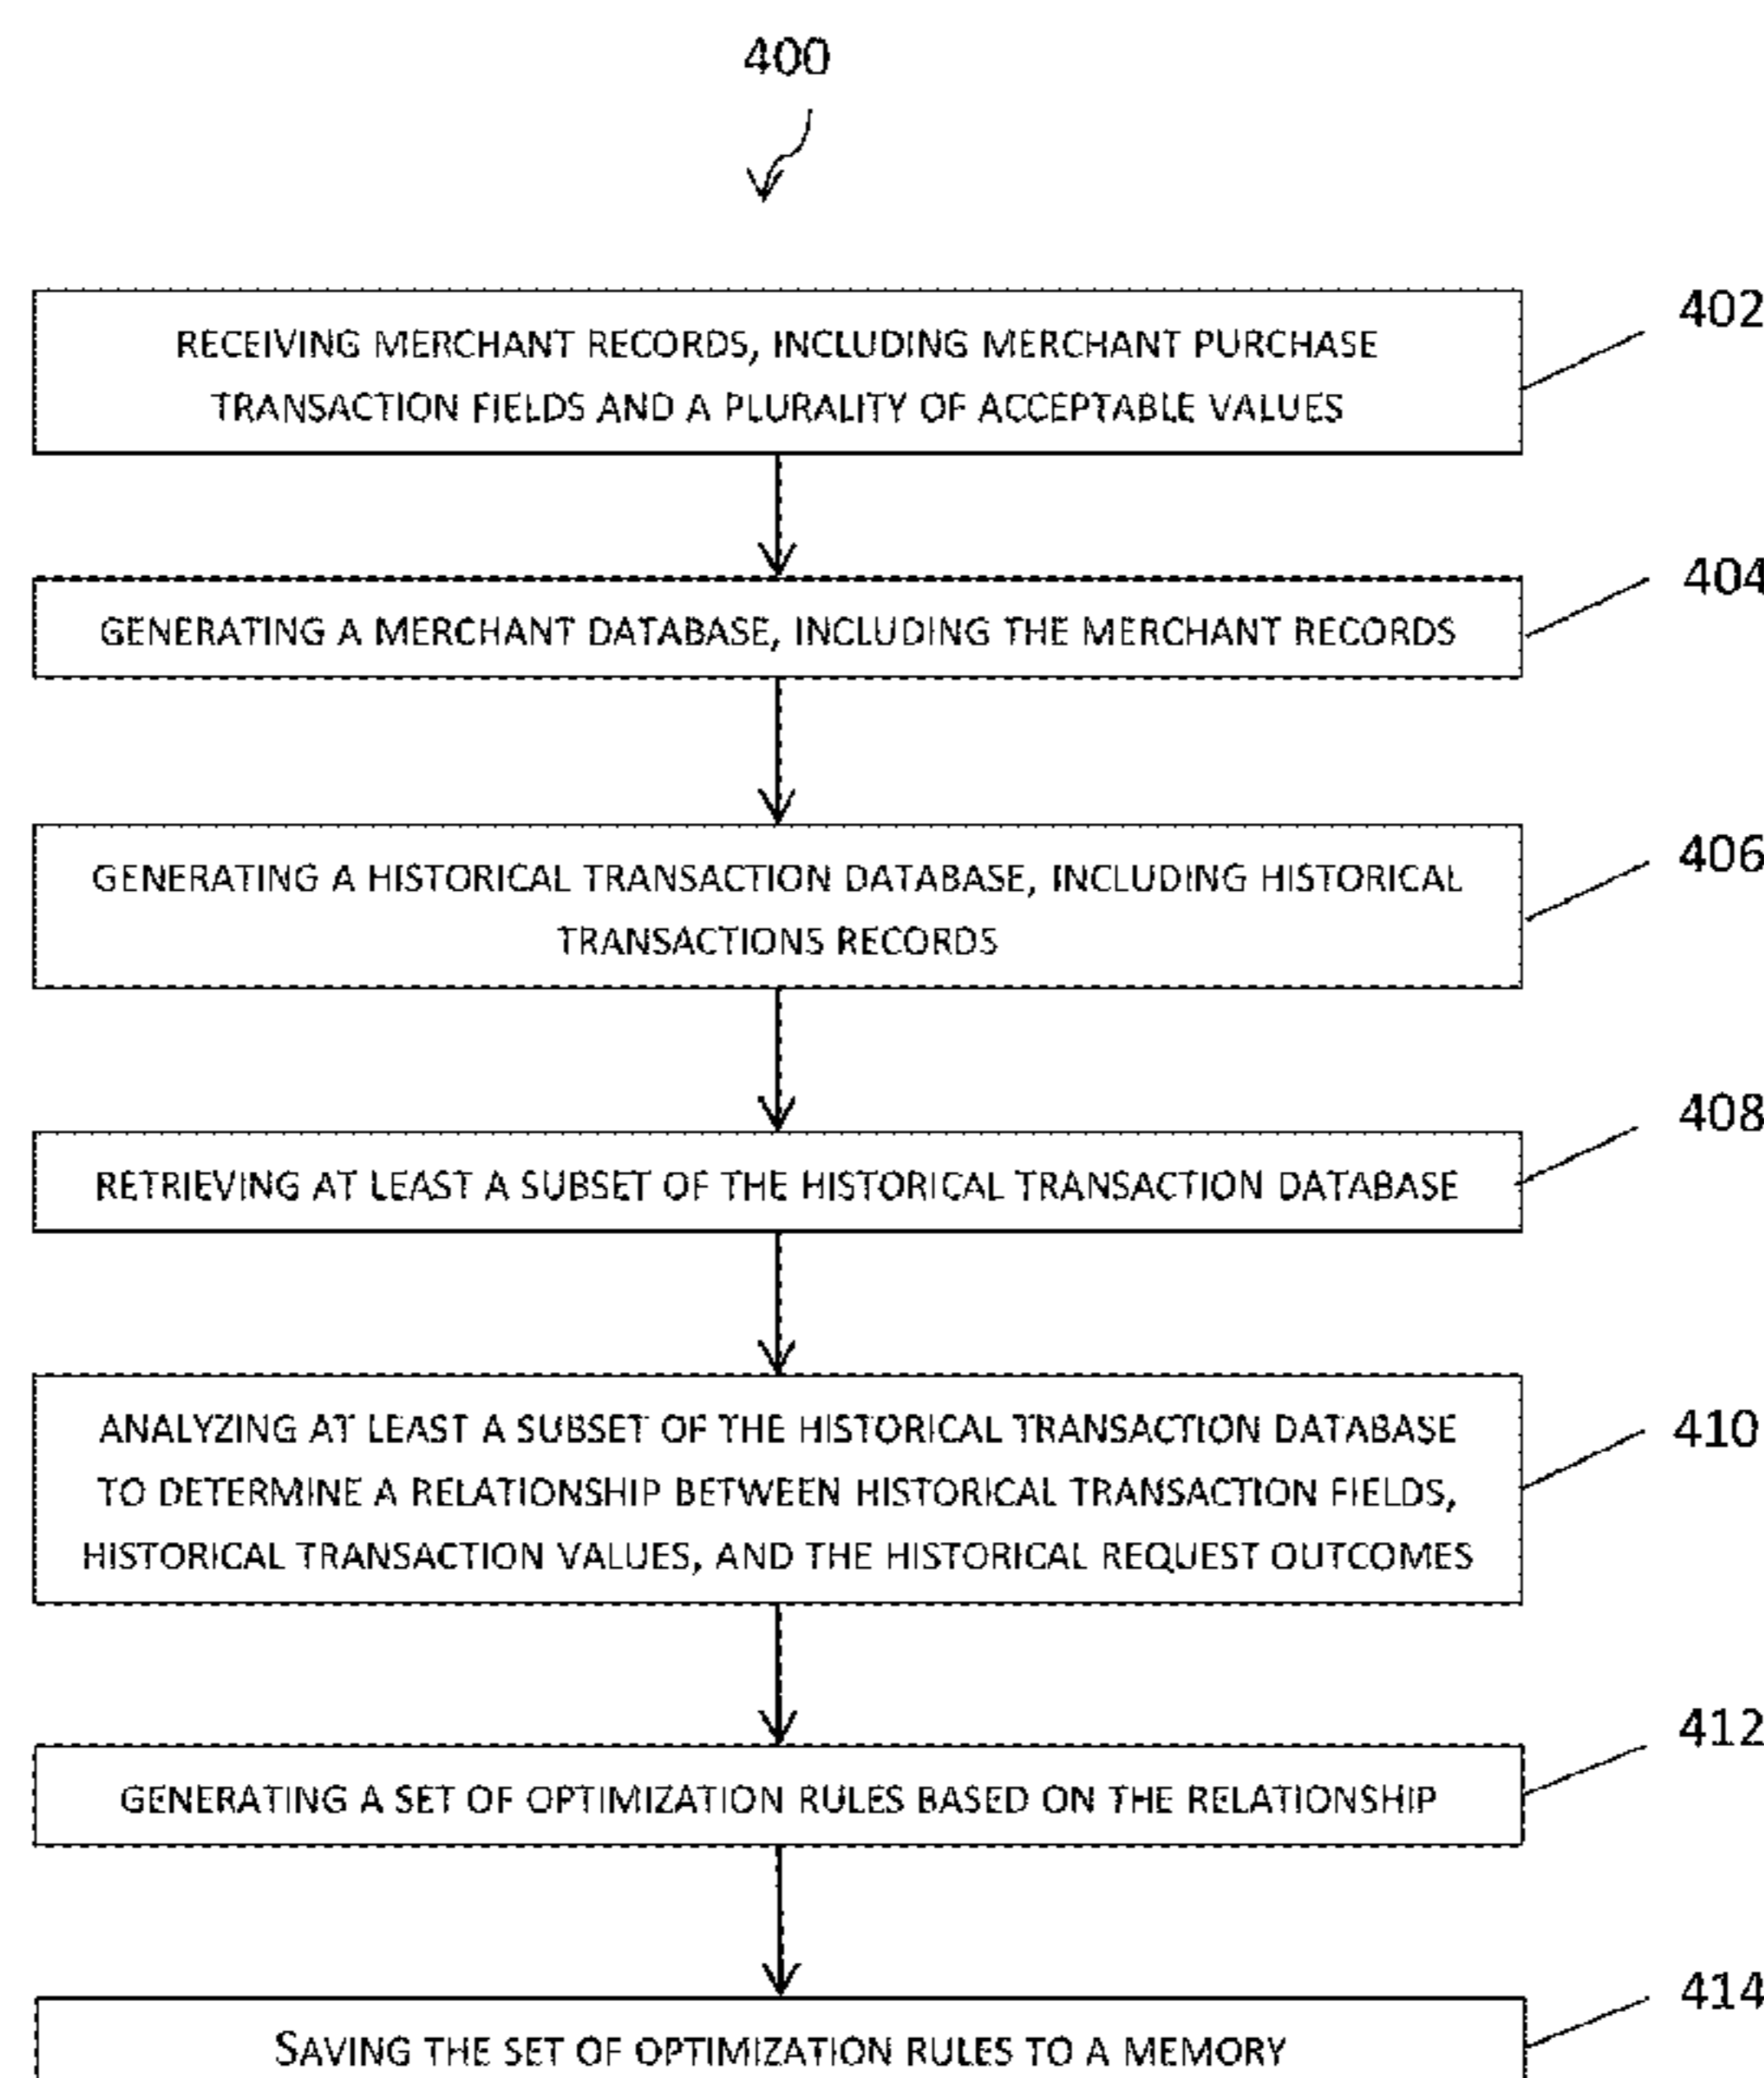 400
402
RECEIVING MERCHANT RECORDS, INCLUDING MERCHANT PURCHASE
TRANSACTION FIELDS AND A PLURALITY OF ACCEPTABLE VALUES
404
GENERATING A MERCHANT DATABASE, INCLUDING THE MERCHANT RECORDS
406
GENERATING A HISTORICAL TRANSACTION DATABASE, INCLUDING HISTORICAL
TRANSACTIONS RECORDS
408
RETRIEVING AT LEAST A SUBSET OF THE HISTORICAL TRANSACTION DATABASE
410
ANALYZING AT LEAST A SUBSET OF THE HISTORICAL TRANSACTION DATABASE
TO DETERMINE A RELATIONSHIP BETWEEN HISTORICAL TRANSACTION FIELDS,
HISTORICAL TRANSACTION VALUES, AND THE HISTORICAL REQUEST OUTCOMES
412
GENERATING A SET OF OPTIMIZATION RULES BASED ON THE RELATIONSHIP
414
SAVING THE SET OF OPTIMIZATION RULES TO A MEMORY